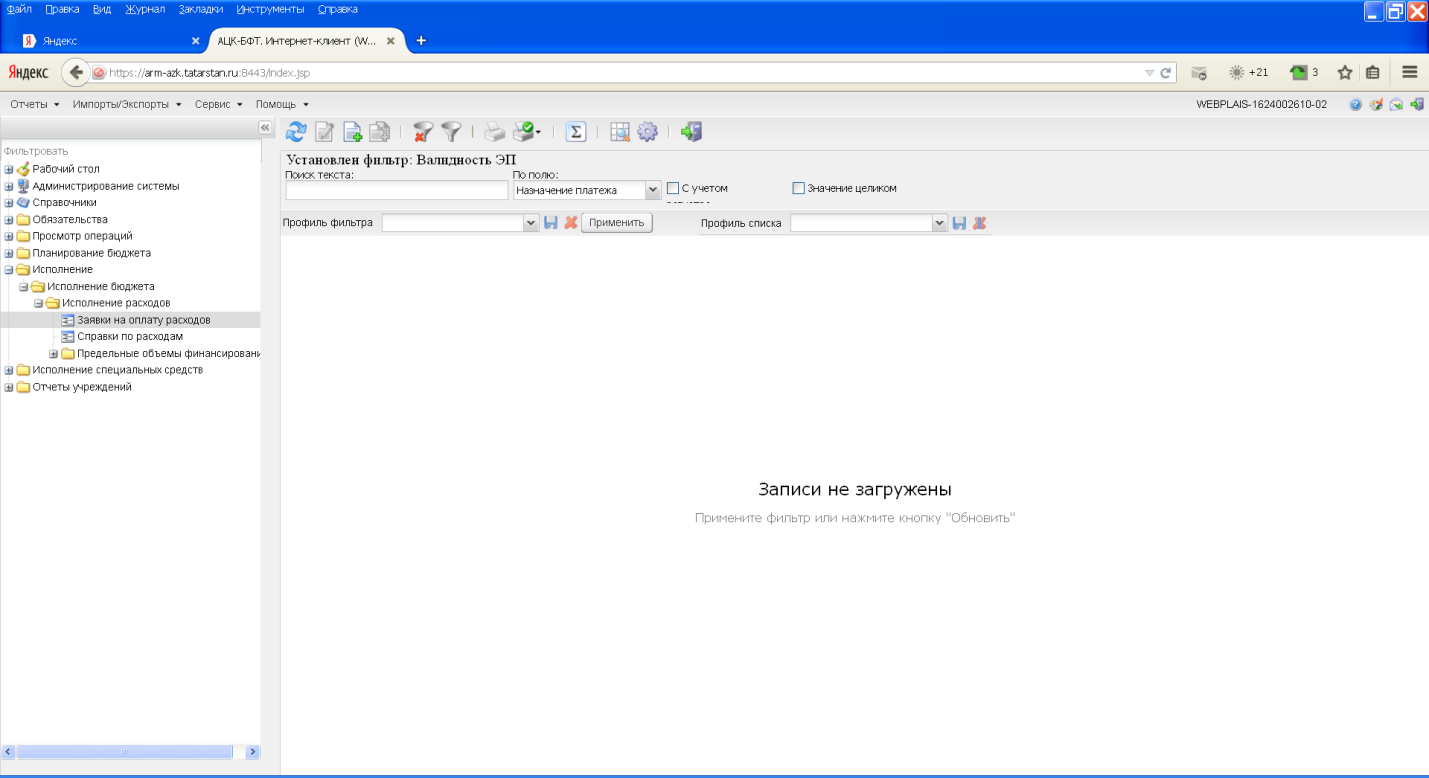 Файл Правка Вид Журнал Закладки Инструменты Справка
Я Яндекс АЦК-БФТ. Интернет-клиент (W...
Яндекс https://arm-azk.tatarstan.ru:8443/index.jsp +21 3
Отчеты Импорты/Экспорты Сервис Помощь WEBPLAIS-1624002610-02
Фильтровать
Рабочий стол
Администрирование системы
Справочники
Обязательства
Просмотр операций
Планирование бюджета
Исполнение
Исполнение бюджета
Исполнение расходов
Заявки на оплату расходов
Справки по расходам
Предельные объемы финансировани
Исполнение специальных средств
Отчеты учреждений
Установлен фильтр: Валидность ЭП
Поиск текста: По полю:
Назначение платежа С учетом Значение целиком
Профиль фильтра Применить Профиль списка
Записи не загружены
Примените фильтр или нажмите кнопку "Обновить"